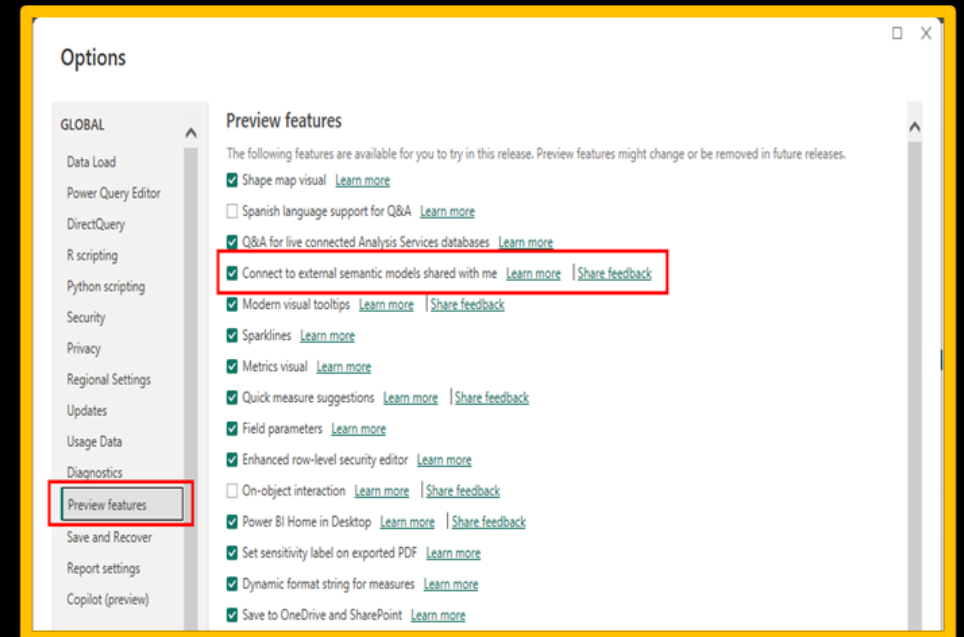 Options
GLOBAL
Data Load
Power Query Editor
DirectQuery
R scripting
Python scripting
Security
Privacy
Regional Settings
Updates
Usage Data
Diagnostics
Preview features
Save and Recover
Report settings
Copilot (preview)
Preview features
The following features are available for you to try in this release. Preview features might change or be removed in future releases.
Shape map visual Learn more
Spanish language support for Q&A Learn more
Q&A for live connected Analysis Services databases Learn more
Connect to external semantic models shared with me Learn more | Share feedback
Modern visual tooltips Learn more | Share feedback
Sparklines Learn more
Metrics visual Learn more
Quick measure suggestions Learn more | Share feedback
Field parameters Learn more
Enhanced row-level security editor Learn more
On-object interaction Learn more | Share feedback
Power BI Home in Desktop Learn more | Share feedback
Set sensitivity label on exported PDF Learn more
Dynamic format string for measures Learn more
Save to OneDrive and SharePoint Learn more